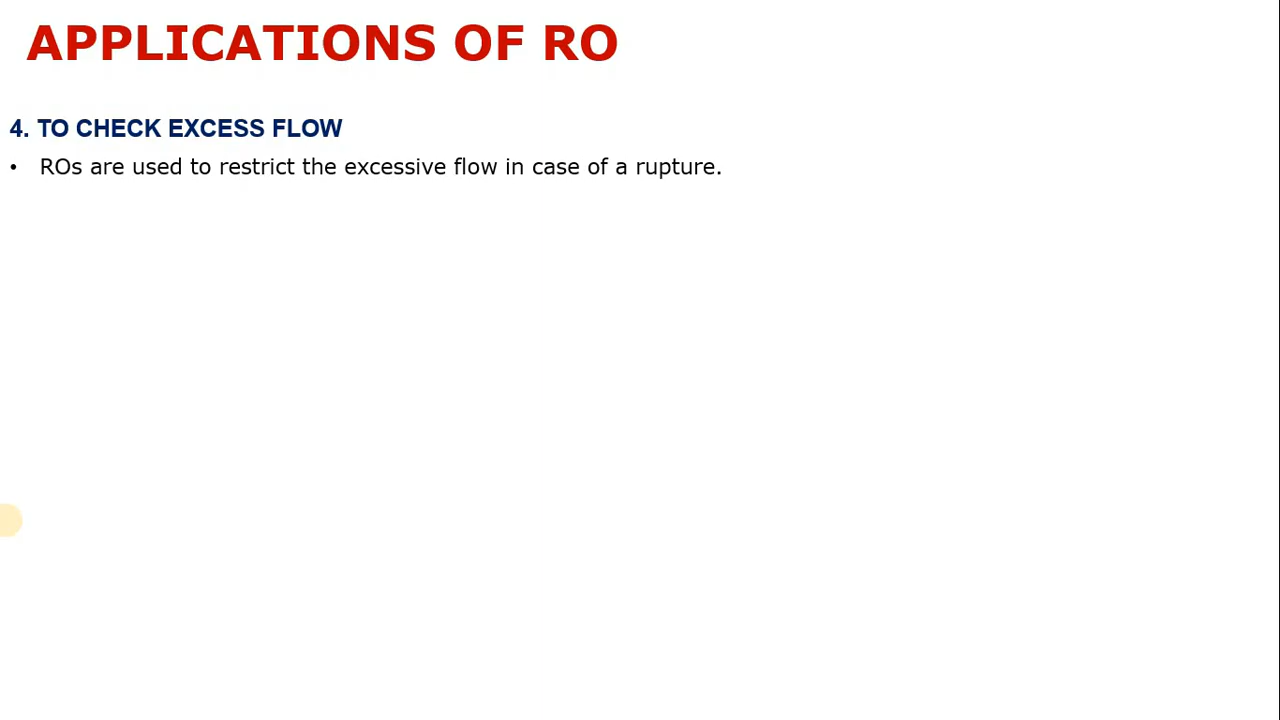 APPLICATIONS OF RO
4. TO CHECK EXCESS FLOW
• ROs are used to restrict the excessive flow in case of a rupture.